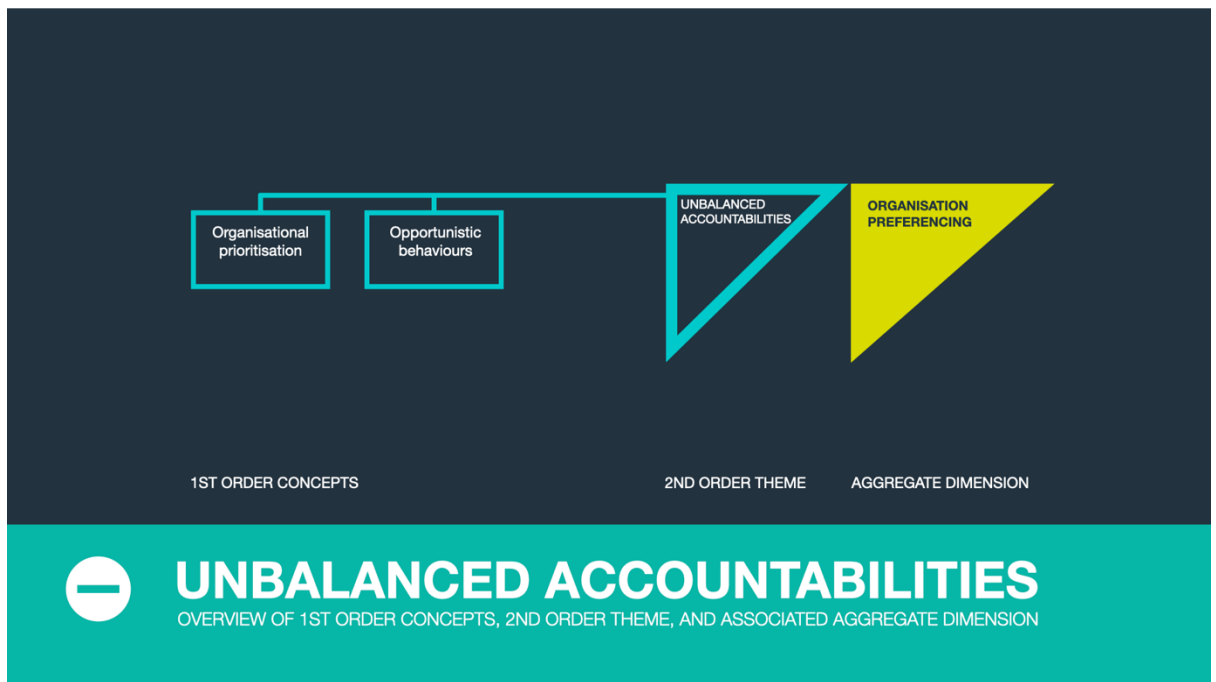 Organisational
prioritisation
Opportunistic
behaviours
UNBALANCED
ACCOUNTABILITIES
ORGANISATION
PREFERENCING
1ST ORDER CONCEPTS
2ND ORDER THEME
AGGREGATE DIMENSION
UNBALANCED ACCOUNTABILITIES
OVERVIEW OF 1ST ORDER CONCEPTS, 2ND ORDER THEME, AND ASSOCIATED AGGREGATE DIMENSION